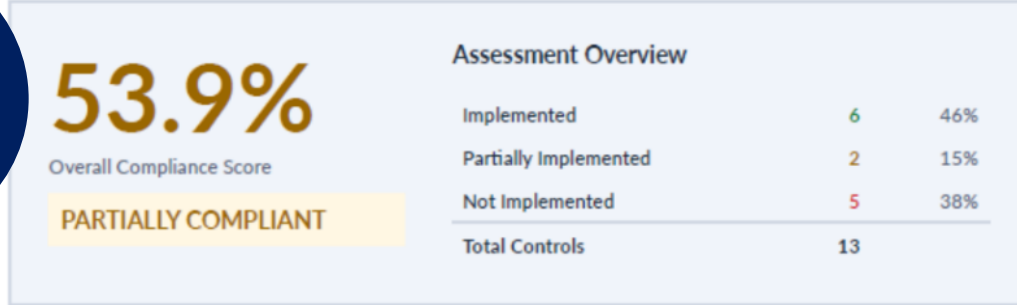 53.9%
Overall Compliance Score
PARTIALLY COMPLIANT
Assessment Overview
Implemented 6 46%
Partially Implemented 2 15%
Not Implemented 5 38%
Total Controls 13